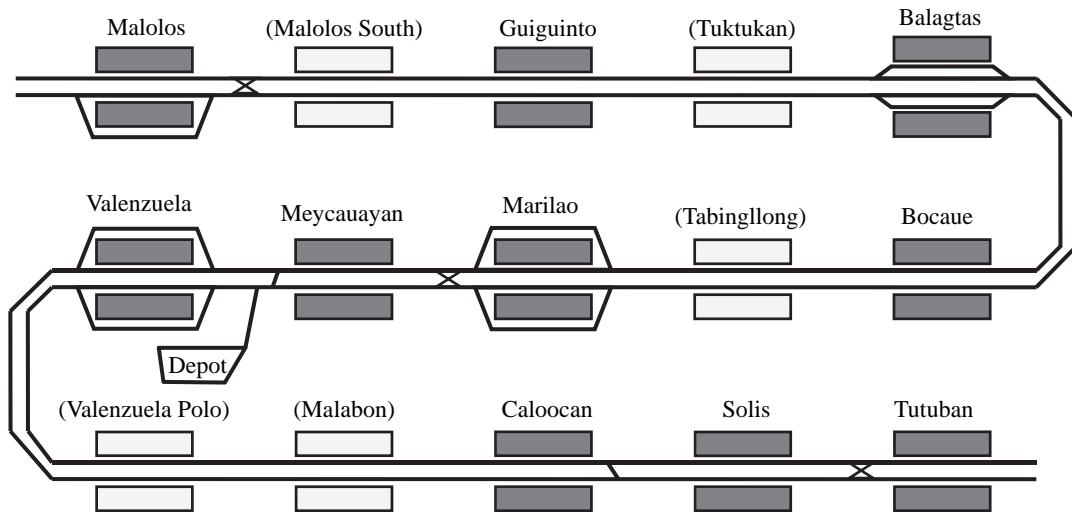 Malolos
(Malolos South)
Guiguinto
(Tuktukan)
Balagtas
Valenzuela
Meycauayan
Marilao
(Tabingllong)
Bocaue
Depot
(Valenzuela Polo)
(Malabon)
Caloocan
Solis
Tutuban